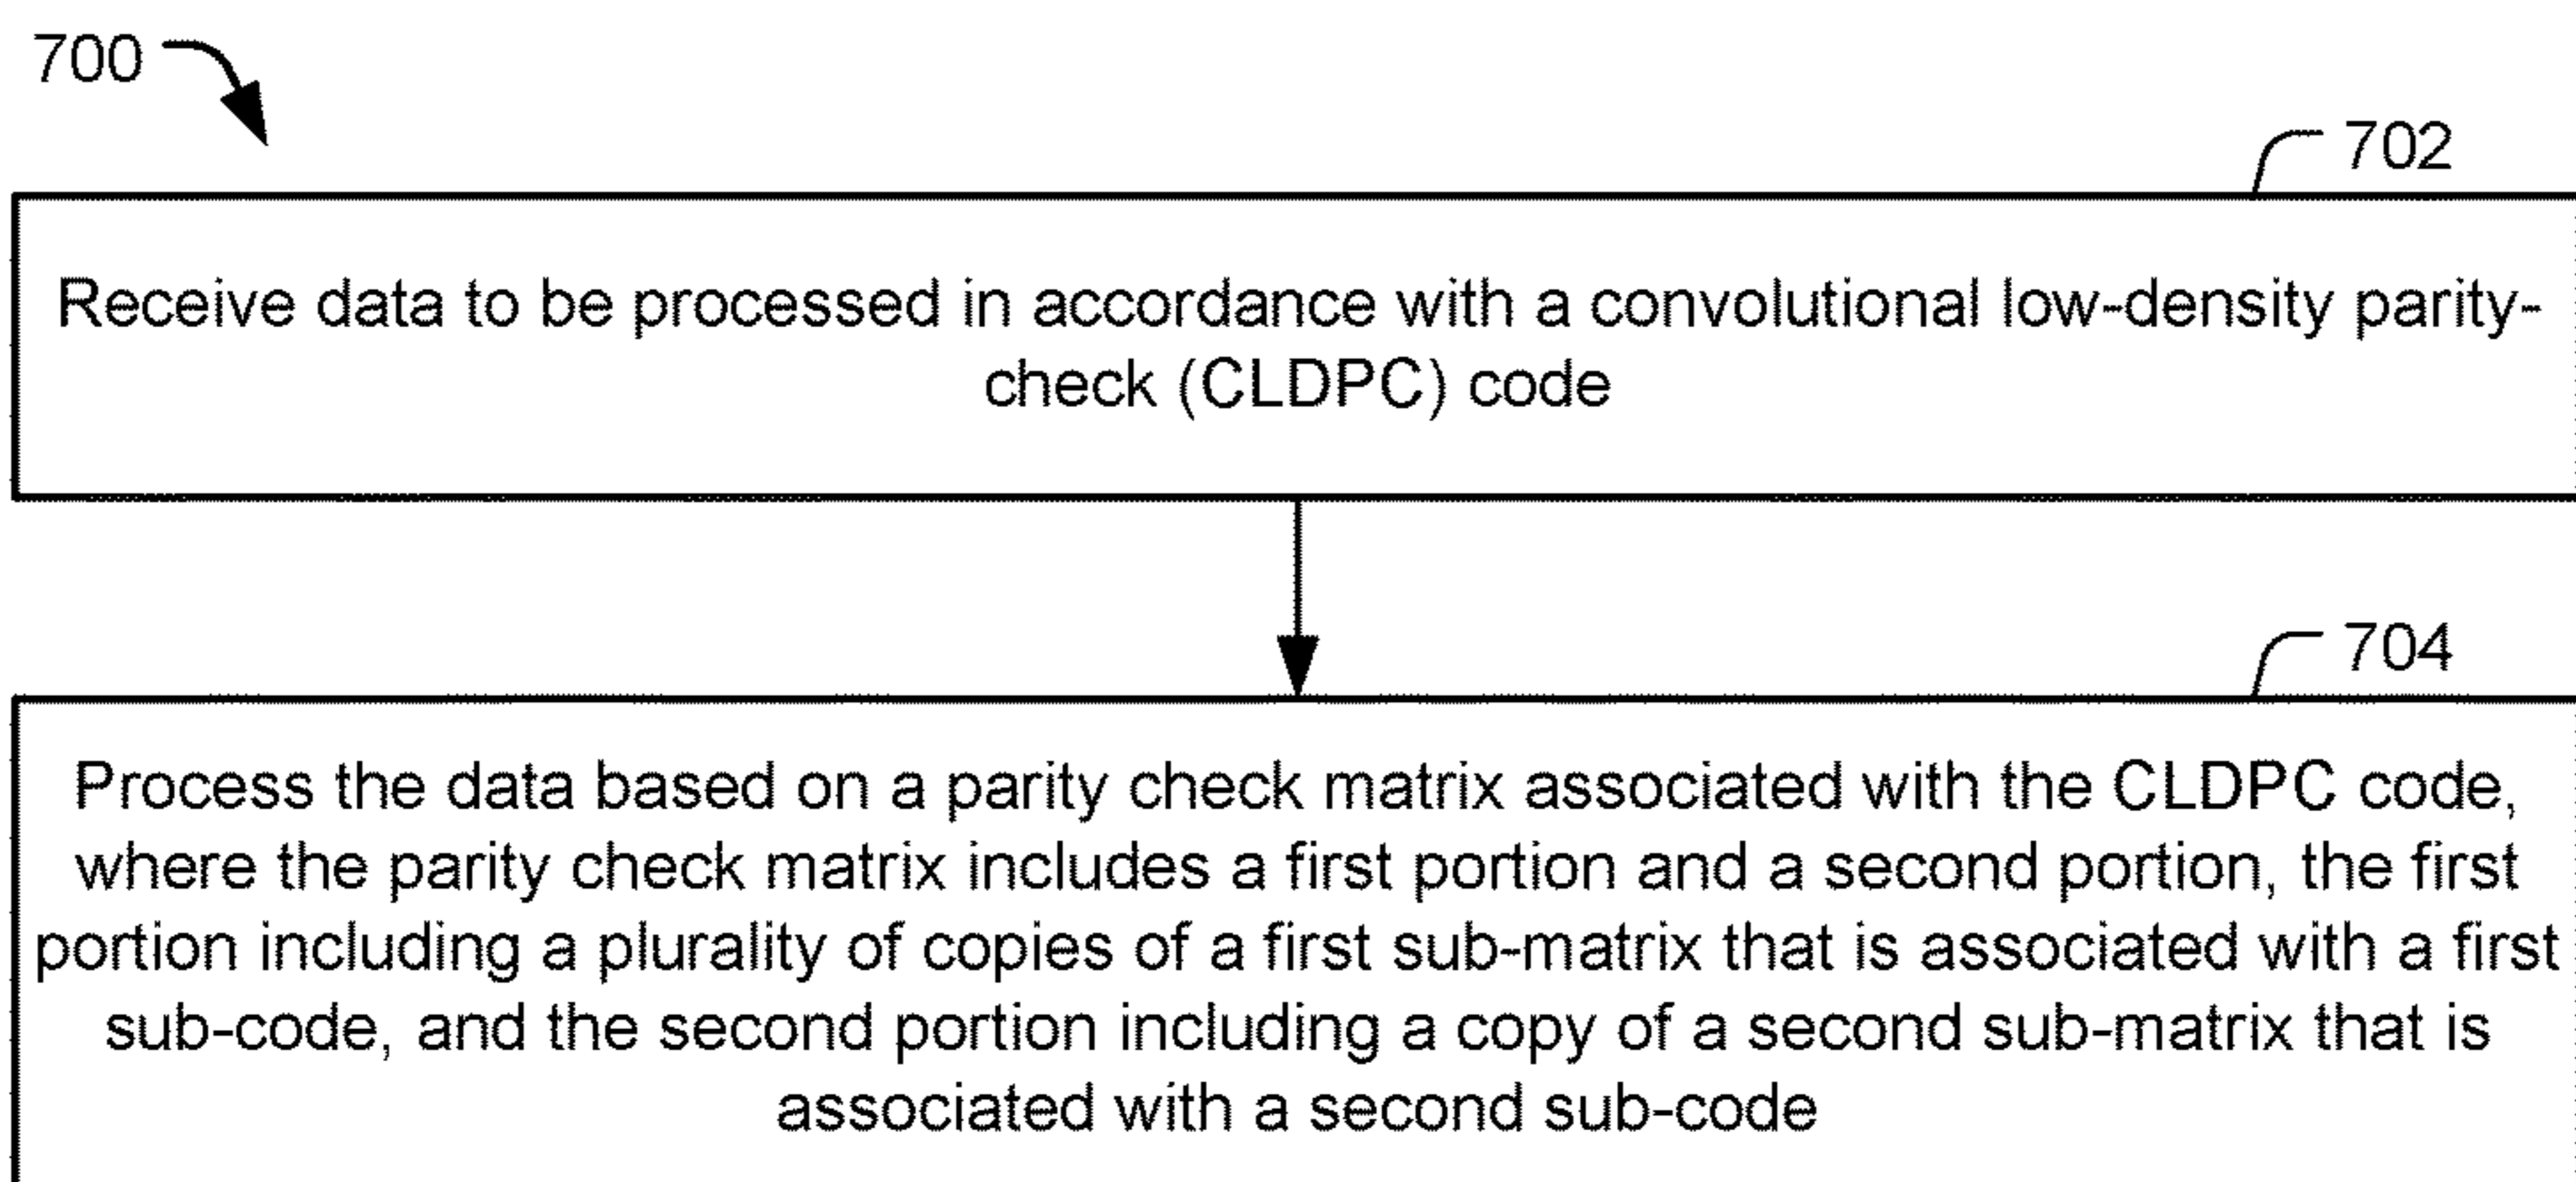 700
702
Receive data to be processed in accordance with a convolutional low-density parity-
check (CLDPC) code
704
Process the data based on a parity check matrix associated with the CLDPC code,
where the parity check matrix includes a first portion and a second portion, the first
portion including a plurality of copies of a first sub-matrix that is associated with a first
sub-code, and the second portion including a copy of a second sub-matrix that is
associated with a second sub-code